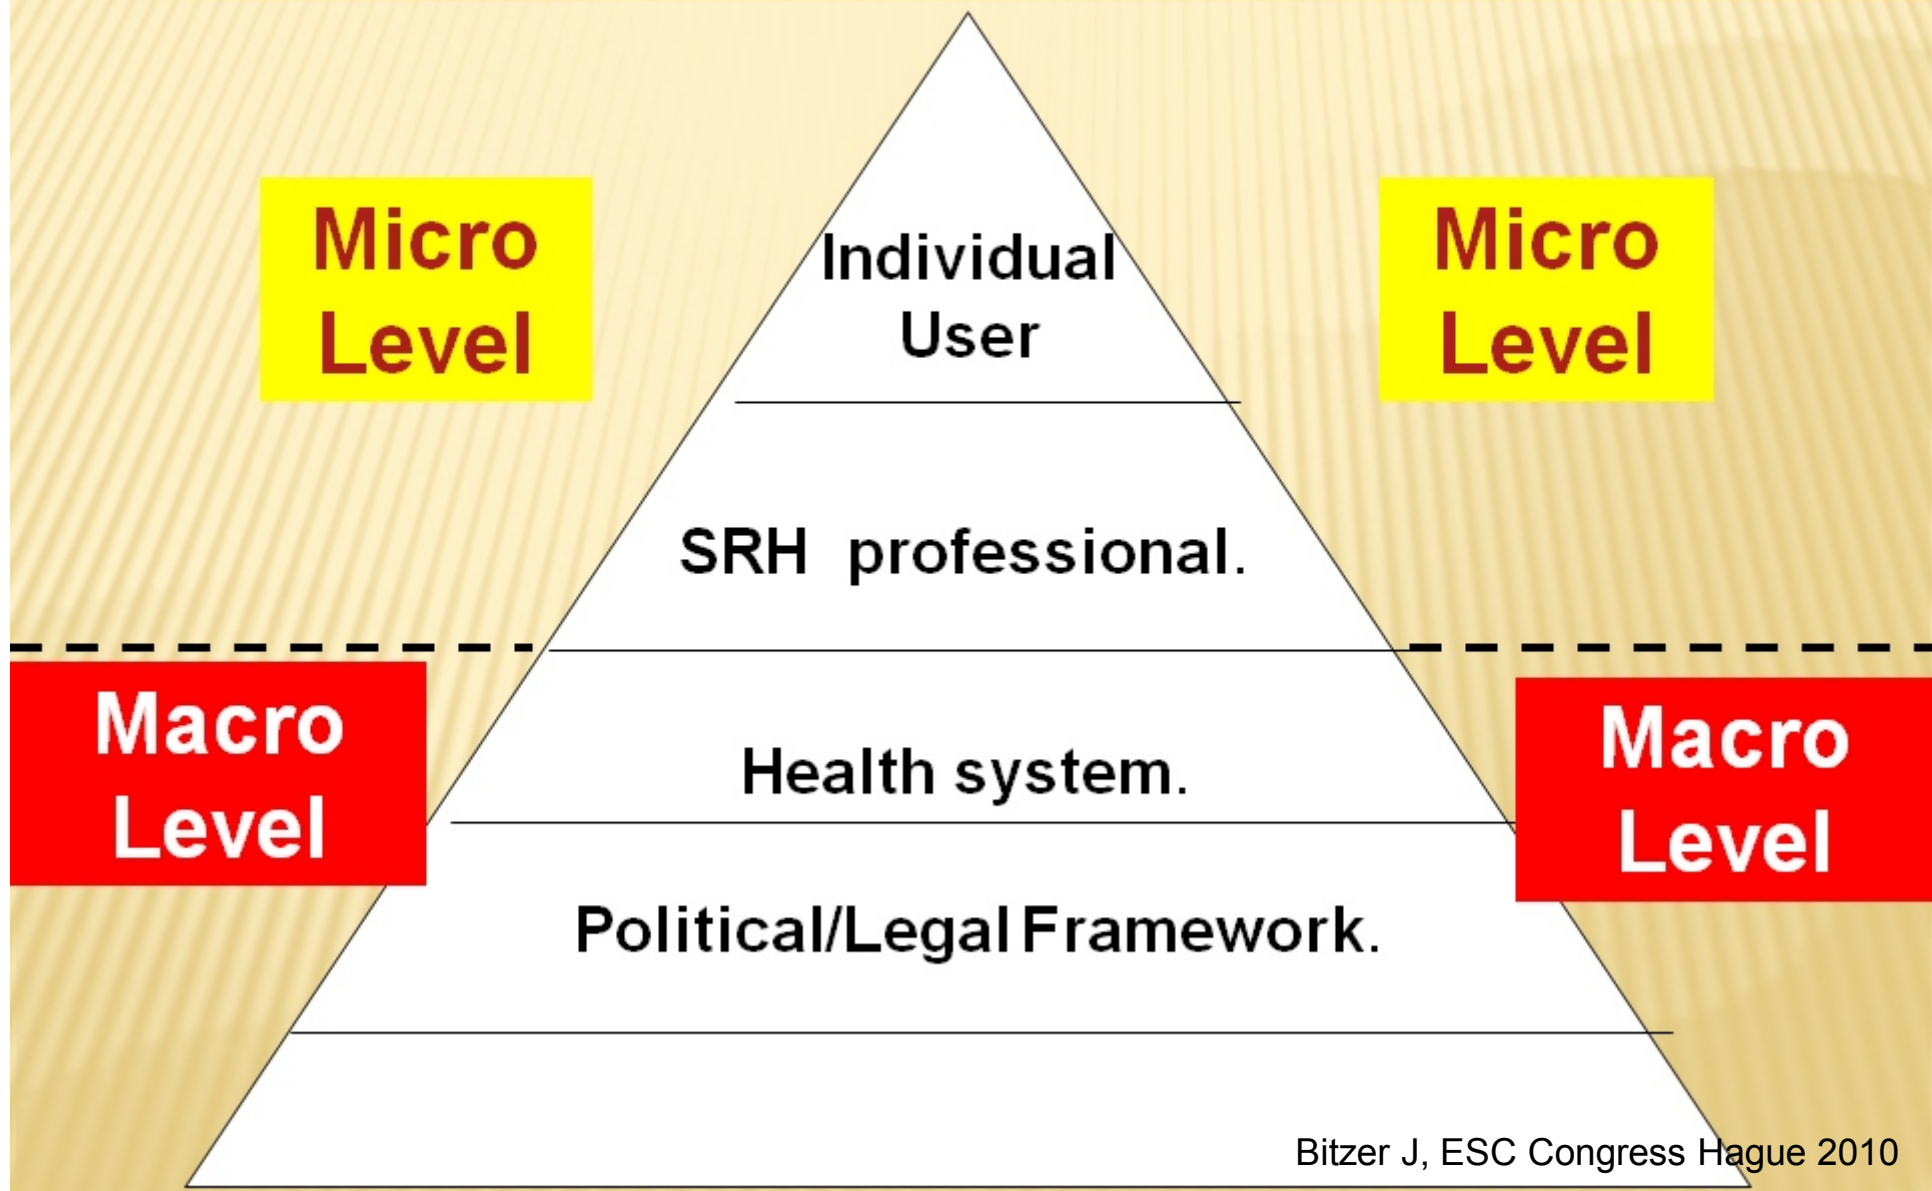 Micro
Level
Individual
User
Micro
Level
SRH professional.
Macro
Level
Health system.
Macro
Level
Political/Legal Framework.
Bitzer J, ESC Congress Hague 2010